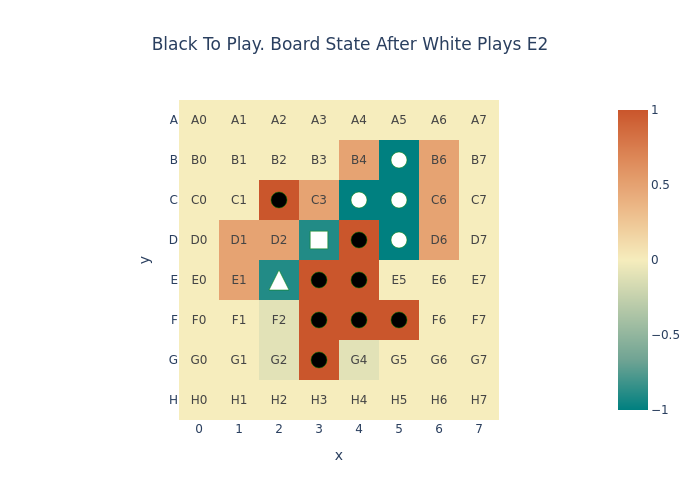 Black To Play. Board State After White Plays E2
A A0 A1 A2 A3 A4 A5 A6 A7
B B0 B1 B2 B3 B4 B6 B7
C C0 C1 C3 C6 C7
D D0 D1 D2 D6 D7
E E0 E1 E5 E6 E7
F F0 F1 F2 F6 F7
G G0 G1 G2 G4 G5 G6 G7
H H0 H1 H2 H3 H4 H5 H6 H7
0 1 2 3 4 5 6 7
x
y
1
0.5
0
−0.5
−1